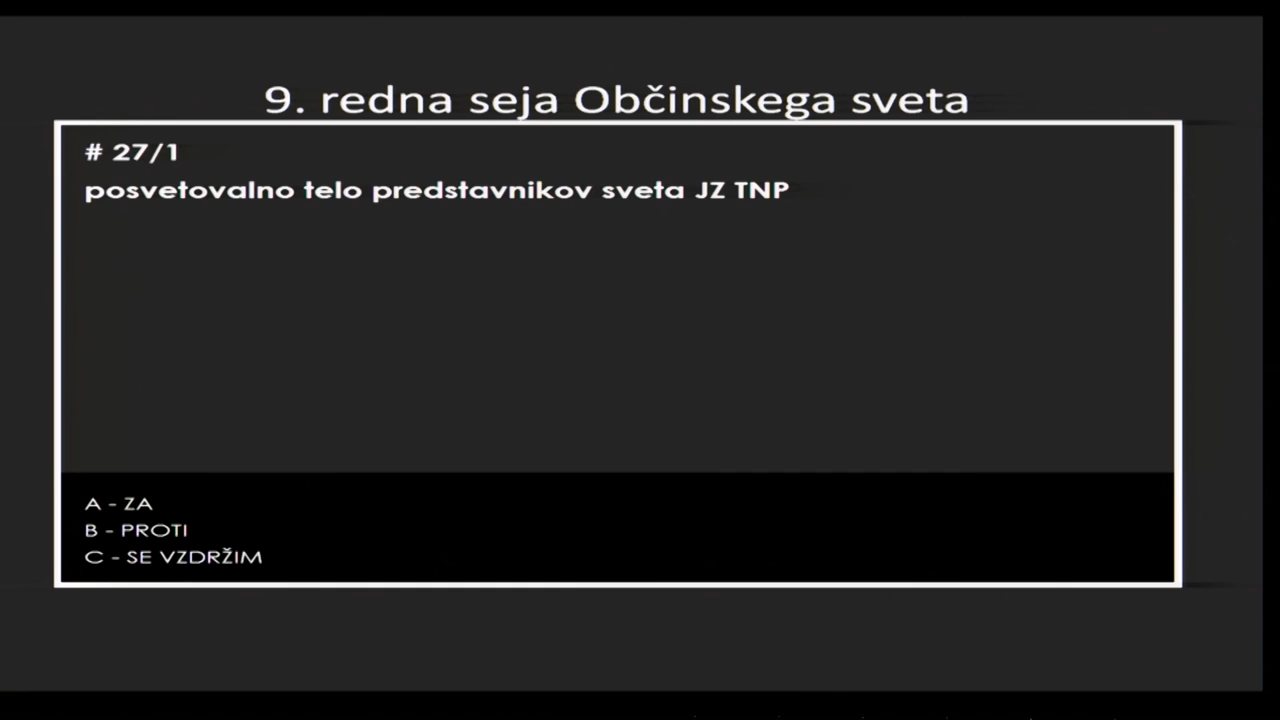 9. redna seja Občinskega sveta
# 27/1
posvetovalno telo predstavnikov sveta JZ TNP
A - ZA
B - PROTI
C - SE VZDRŽIM